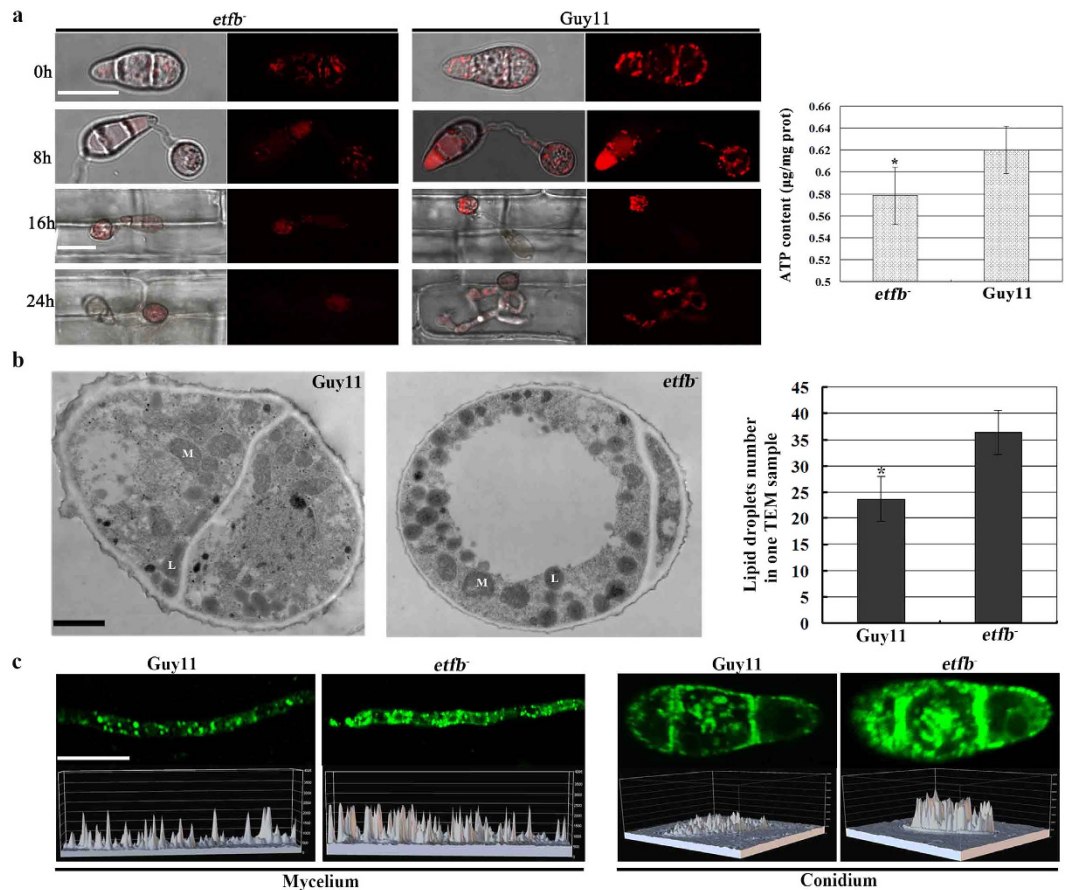 a
etfb-
Guy11
0h
8h
16h
24h
ATP content (µg/mg prot)
0.66
0.64
0.62
0.6
0.58
0.56
0.54
0.52
0.5
*
etfb-
Guy11
b
Guy11
M
L
etfb-
M
L
Lipid droplets number
in one TEM sample
45
40
35
30
25
20
15
10
5
0
*
Guy11
etfb-
c
Guy11
etfb-
Guy11
etfb-
Mycelium
Conidium